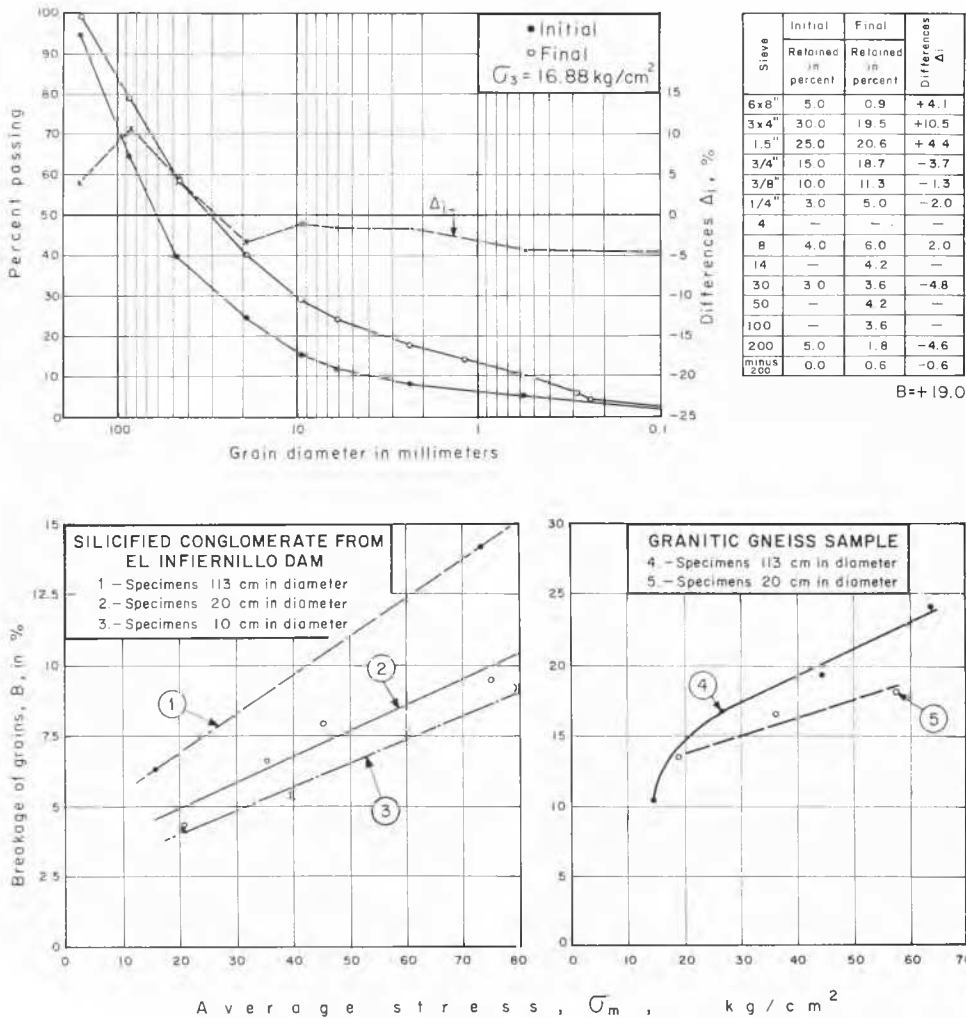 100
90
80
70
60
50
40
30
20
10
0
Percent passing
Initial
Final
σ3 = 16.88 kg/cm2
15
10
5
0
-5
-10
-15
-20
-25
Differences Δi, %
Δi
100
10
1
0.1
Grain diameter in millimeters
Sieve Initial Final Differences Δi
Retained in percent Retained in percent
6x8" 5.0 0.9 +4.1
3x4" 30.0 19.5 +10.5
1.5" 25.0 20.6 +4.4
3/4" 15.0 18.7 -3.7
3/8" 10.0 11.3 -1.3
1/4" 3.0 5.0 -2.0
4 — — —
8 4.0 6.0 2.0
14 — 4.2 —
30 3.0 3.6 -4.8
50 — 4.2
100 — 3.6 —
200 5.0 1.8 -4.6
minus 200 0.0 0.6 -0.6
B=+19.0
SILICIFIED CONGLOMERATE FROM
EL INFIERNILLO DAM
1-Specimens 113 cm in diameter
2.-Specimens 20 cm in diameter
3.-Specimens 10 cm in diameter
15
12.5
10
7.5
5
2.5
0
Breakage of grains, B, in %
1
2
3
0 10 20 30 40 50 60 70 80
GRANITIC GNEISS SAMPLE
4.-Specimens 113 cm in diameter
5.-Specimens 20 cm in diameter
30
25
20
15
10
5
0
4
5
0 10 20 30 40 50 60 70
Average stress, σm, kg/cm2